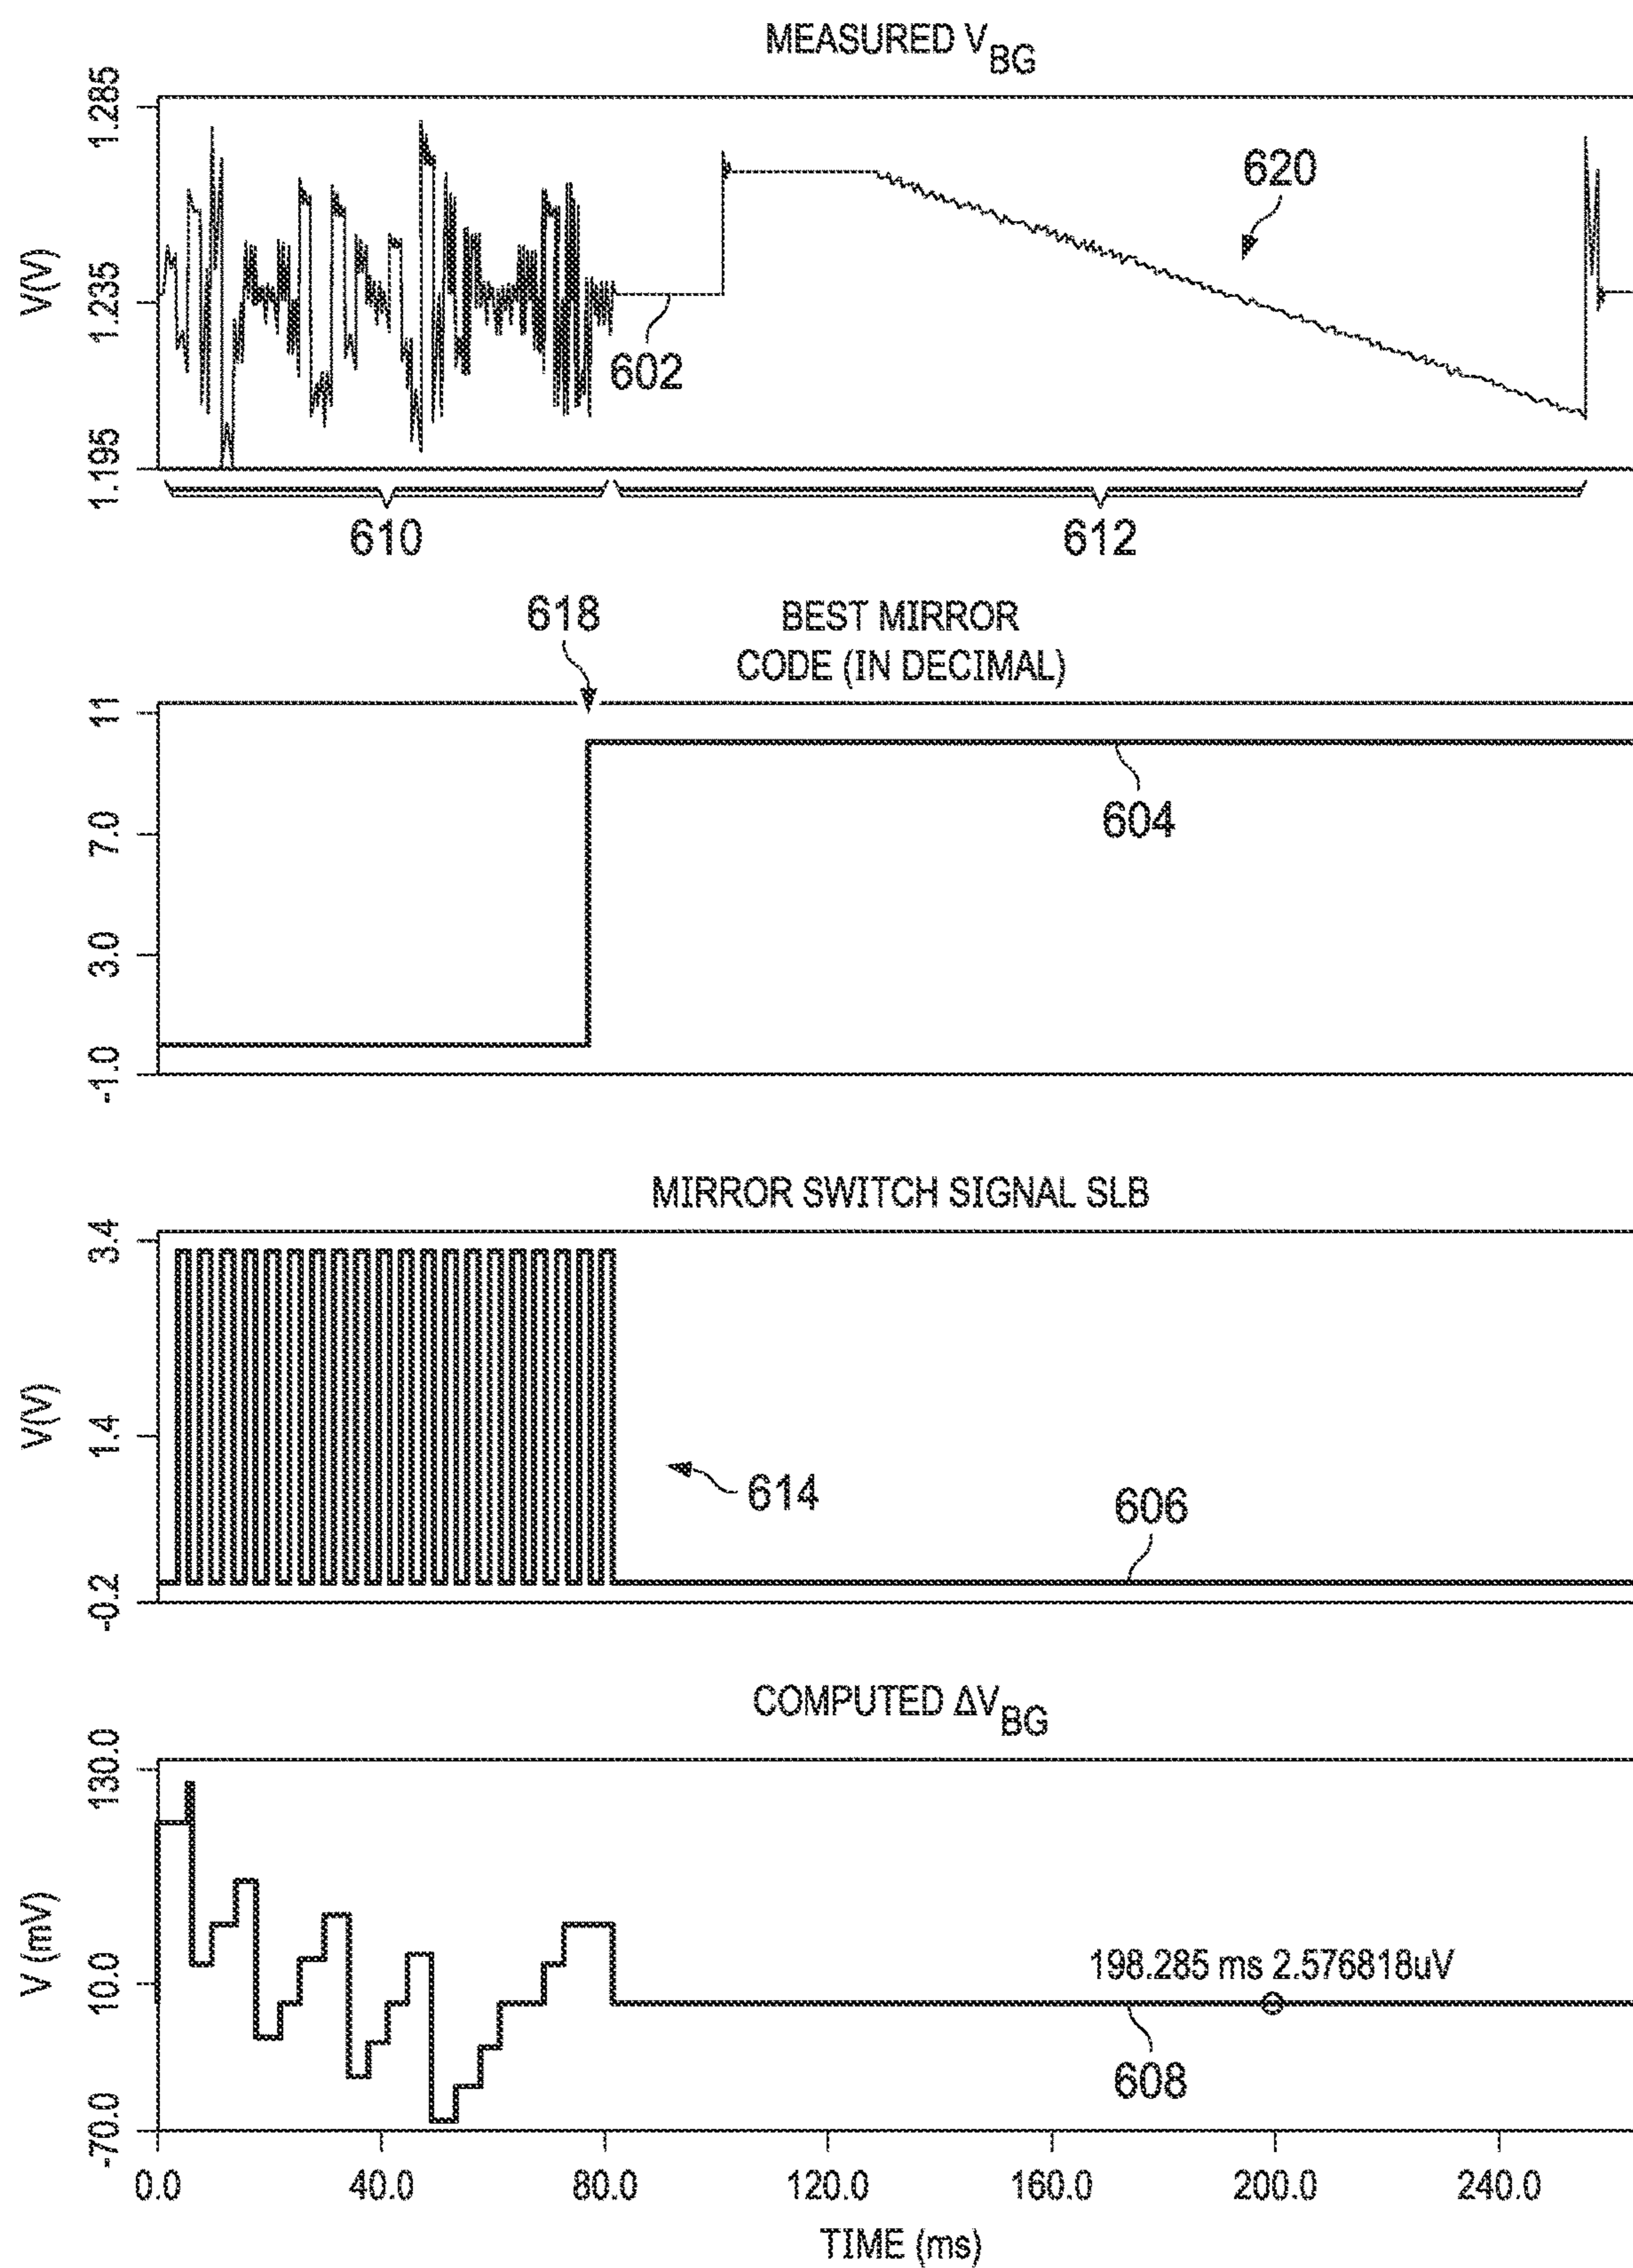 MEASURED VBG
1.285
1.235
1.195
V(V)
620
602
610
612
618
BEST MIRROR
CODE (IN DECIMAL)
11
7.0
3.0
-1.0
604
MIRROR SWITCH SIGNAL SLB
3.4
1.4
-0.2
V(V)
614
606
COMPUTED ΔVBG
130.0
10.0
-70.0
V (mV)
198.285 ms 2.576818uV
608
0.0 40.0 80.0 120.0 160.0 200.0 240.0
TIME (ms)